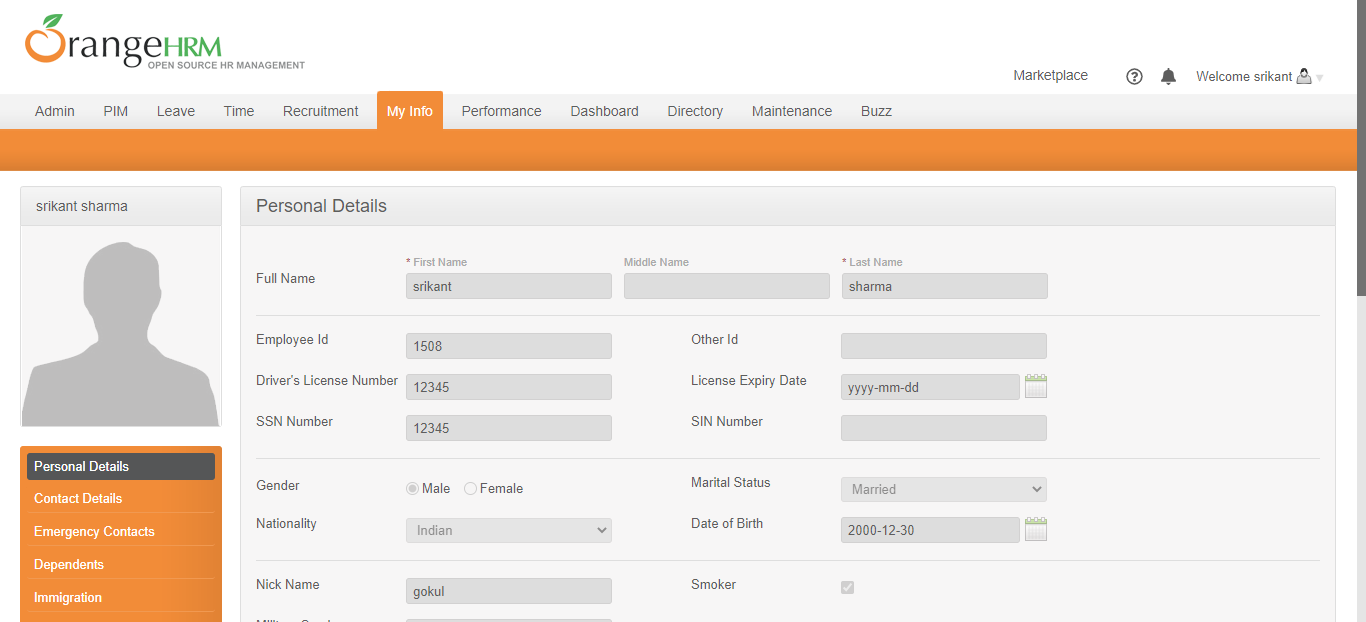 OrangeHRM
OPEN SOURCE HR MANAGEMENT
Marketplace ? Welcome srikant
Admin PIM Leave Time Recruitment My Info Performance Dashboard Directory Maintenance Buzz
srikant sharma
Personal Details
* First Name Middle Name * Last Name
Full Name srikant sharma
Employee Id 1508 Other Id
Driver's License Number 12345 License Expiry Date yyyy-mm-dd
SSN Number 12345 SIN Number
Gender Male Female Marital Status Married
Nationality Indian Date of Birth 2000-12-30
Nick Name gokul Smoker
Personal Details
Contact Details
Emergency Contacts
Dependents
Immigration